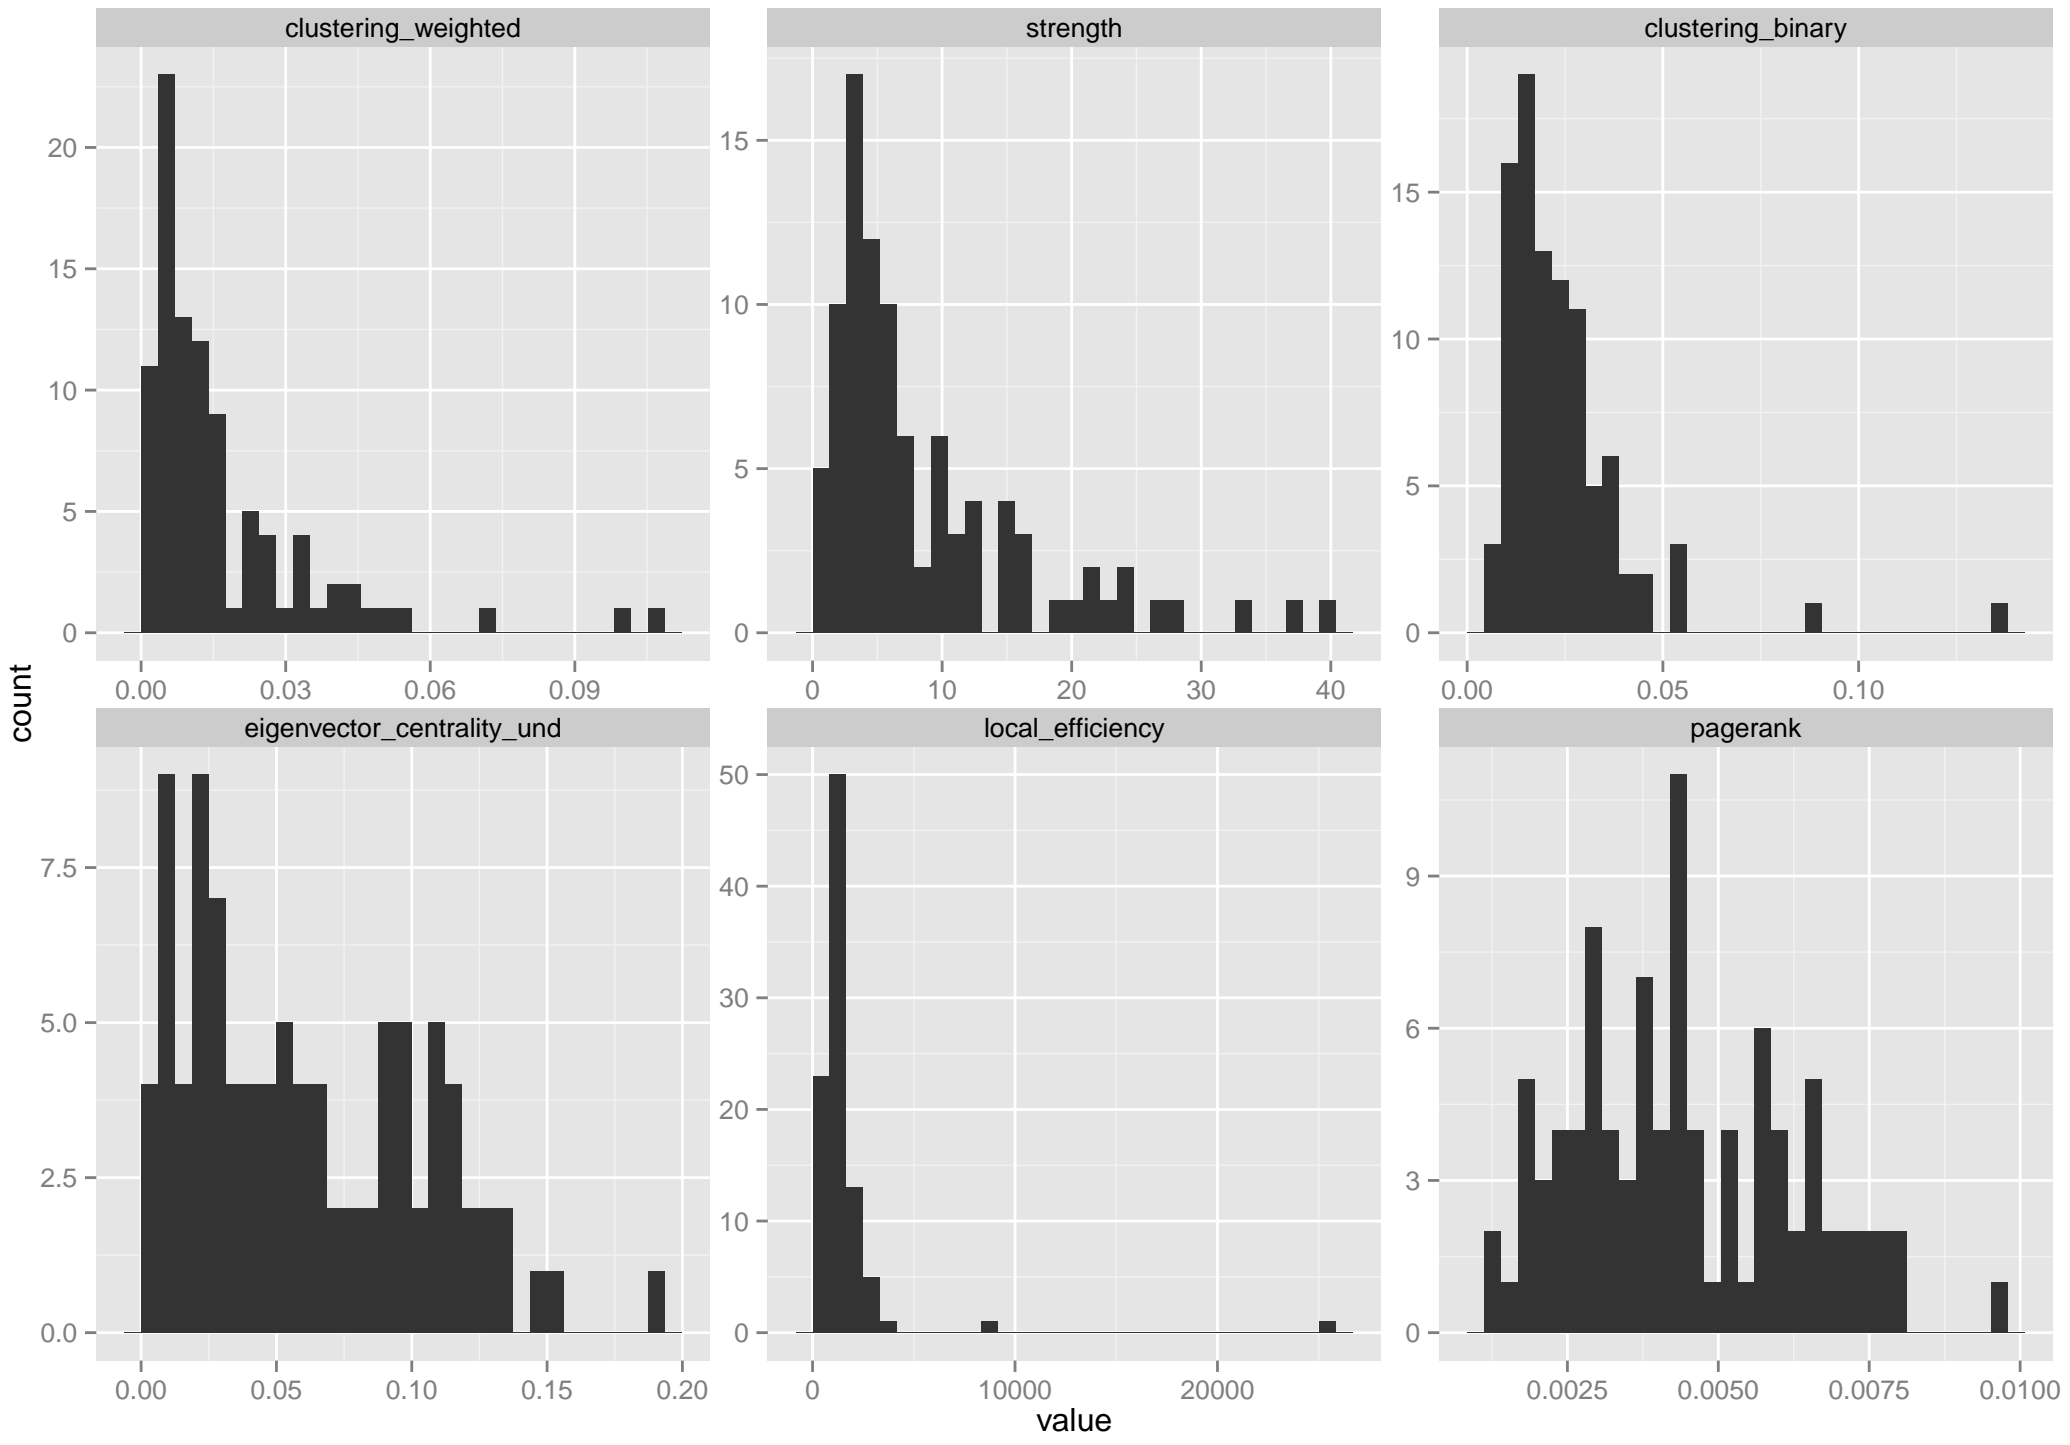 clustering_weighted
strength
clustering_binary
20
15
10
5
0
15
10
5
0
15
10
5
0
0.00 0.03 0.06 0.09
0 10 20 30 40
0.00 0.05 0.10
eigenvector_centrality_und
local_efficiency
pagerank
7.5
5.0
2.5
0.0
50
40
30
20
10
0
9
6
3
0
0.00 0.05 0.10 0.15 0.20
0 10000 20000
0.0025 0.0050 0.0075 0.0100
count
value